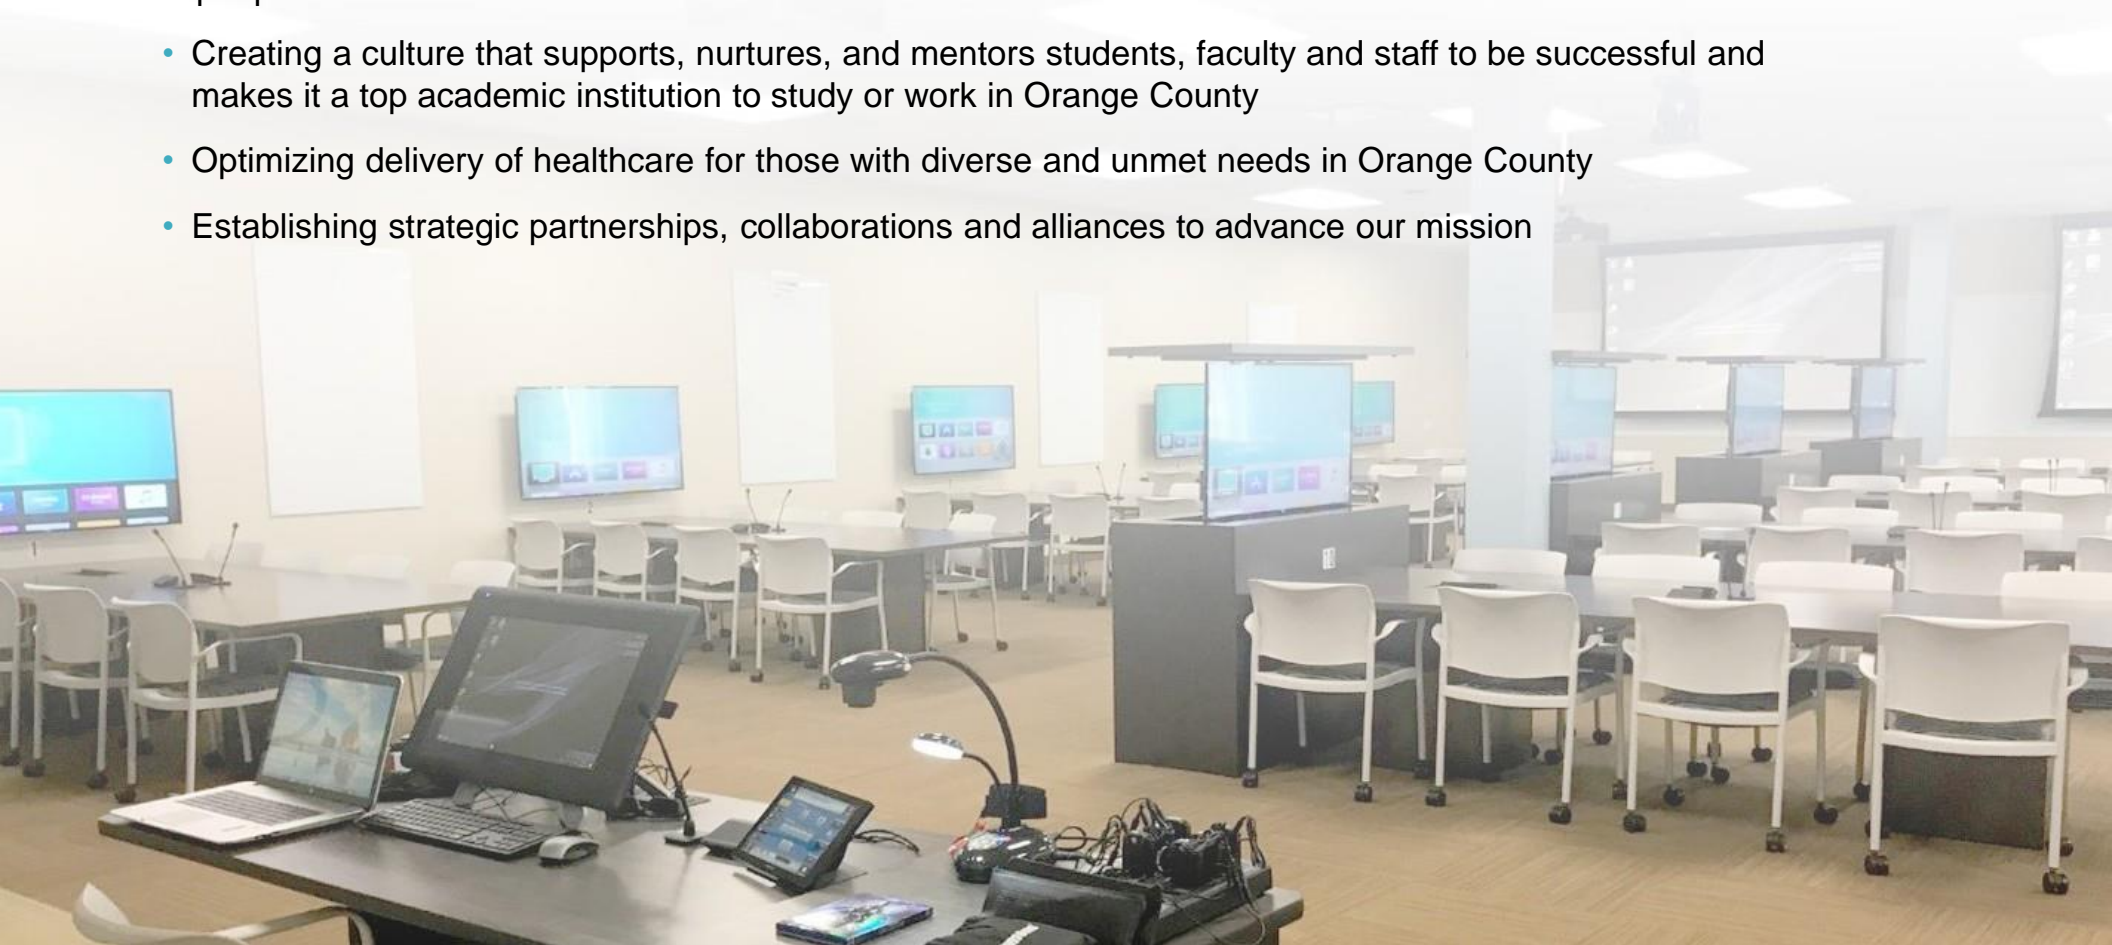 • Creating a culture that supports, nurtures, and mentors students, faculty and staff to be successful and
makes it a top academic institution to study or work in Orange County
• Optimizing delivery of healthcare for those with diverse and unmet needs in Orange County
• Establishing strategic partnerships, collaborations and alliances to advance our mission